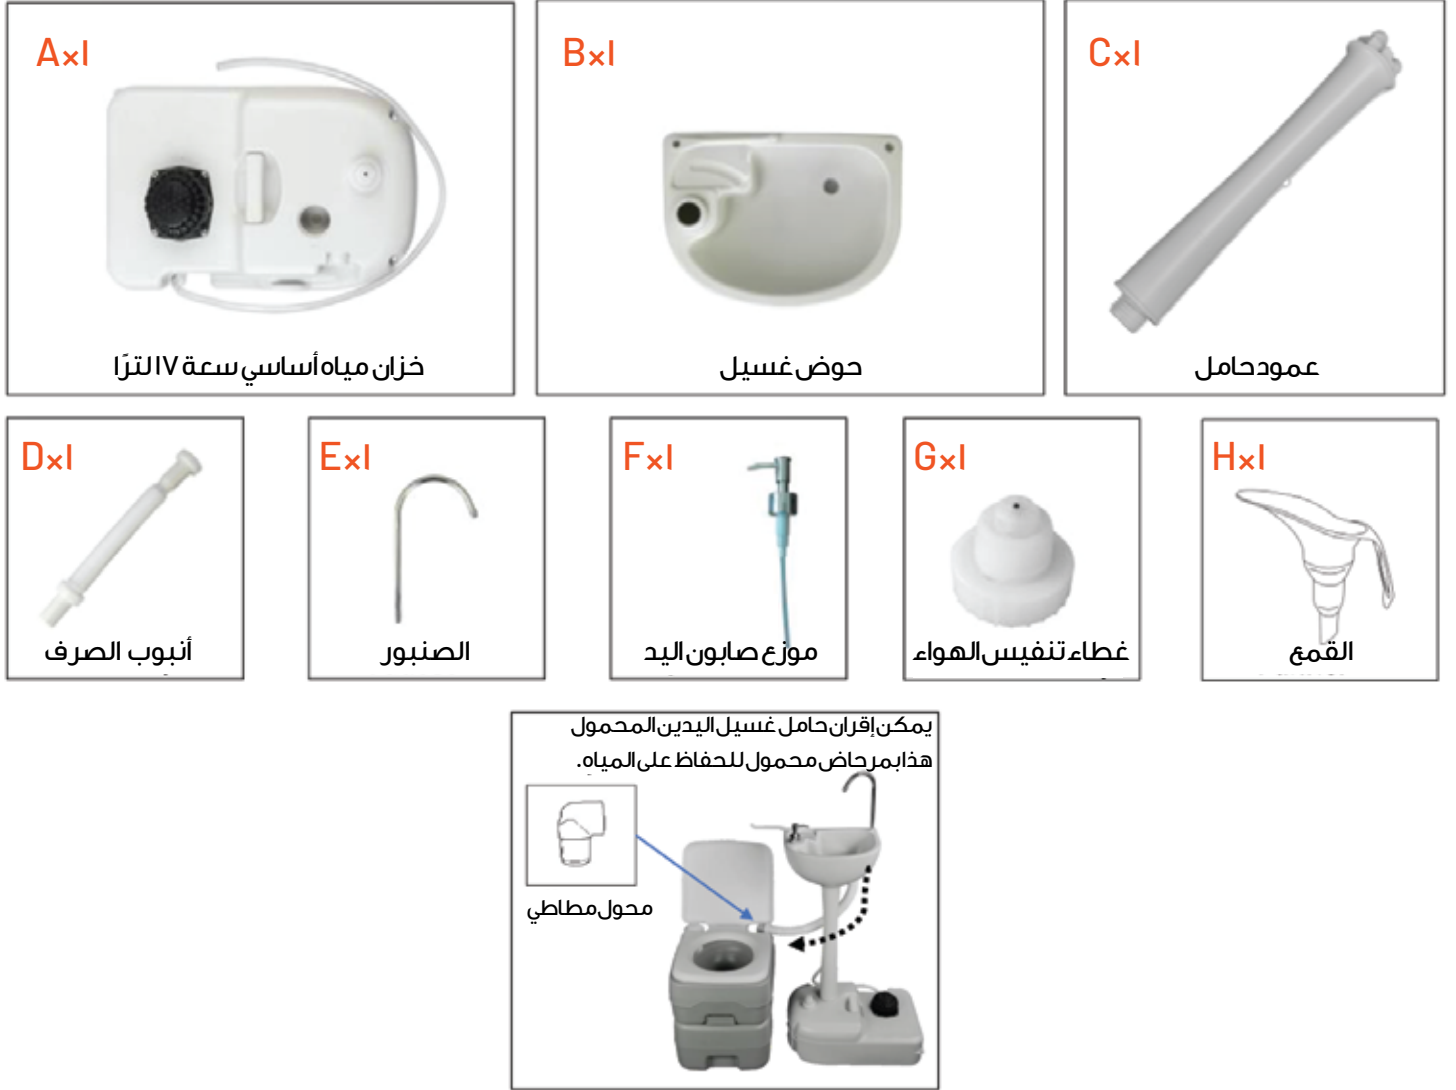 A×1
B×1
C×1
خزان مياه أساسي سعة ١٧ لترًا
حوض غسيل
عمود حامل
D×1
E×1
F×1
G×1
H×1
أنبوب الصرف
الصنبور
موزع صابون اليد
غطاء تنفيس الهواء
القمع
يمكن إقران حامل غسيل اليدين المحمول
هذا بمرحاض محمول للحفاظ على المياه.
محول مطاطي